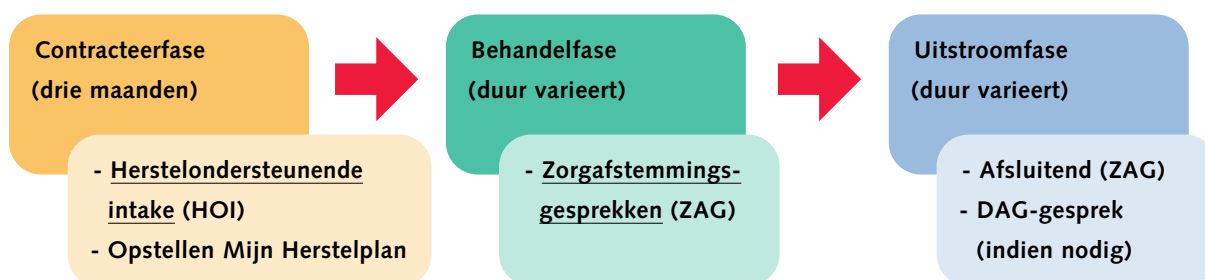 Contracteerfase
(drie maanden)
- Herstelondersteunende
intake (HOI)
- Opstellen Mijn Herstelplan
Behandelfase
(duur varieert)
- Zorgafstemmings-
gesprekken (ZAG)
Uitstroomfase
(duur varieert)
- Afsluitend (ZAG)
- DAG-gesprek
(indien nodig)